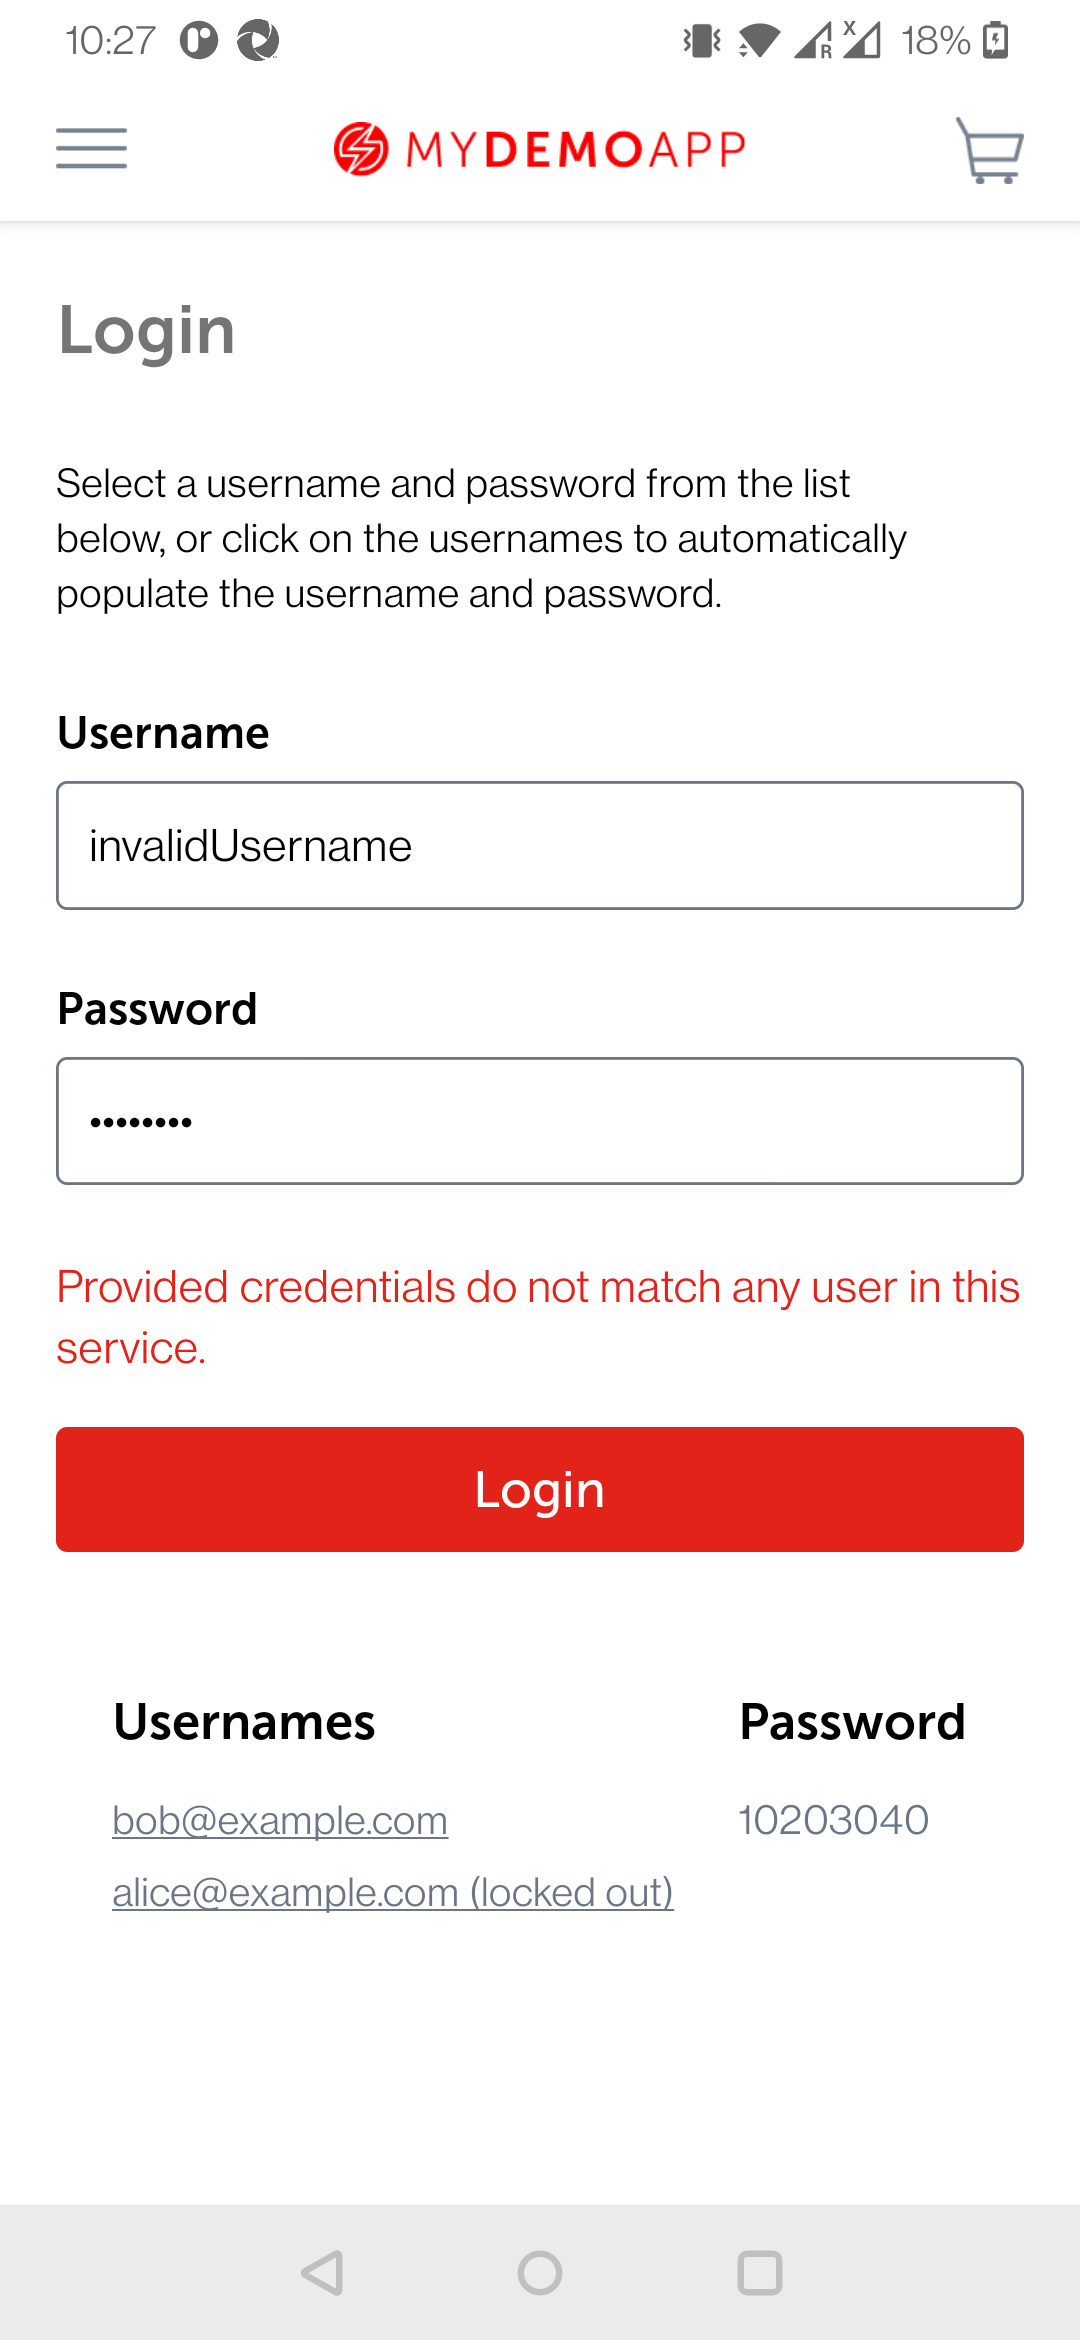 10:27 18%
MYDEMOAPP
Login
Select a username and password from the list
below, or click on the usernames to automatically
populate the username and password.
Username
invalidUsername
Password
••••••••
Provided credentials do not match any user in this
service.
Login
Usernames Password
bob@example.com 10203040
alice@example.com (locked out)